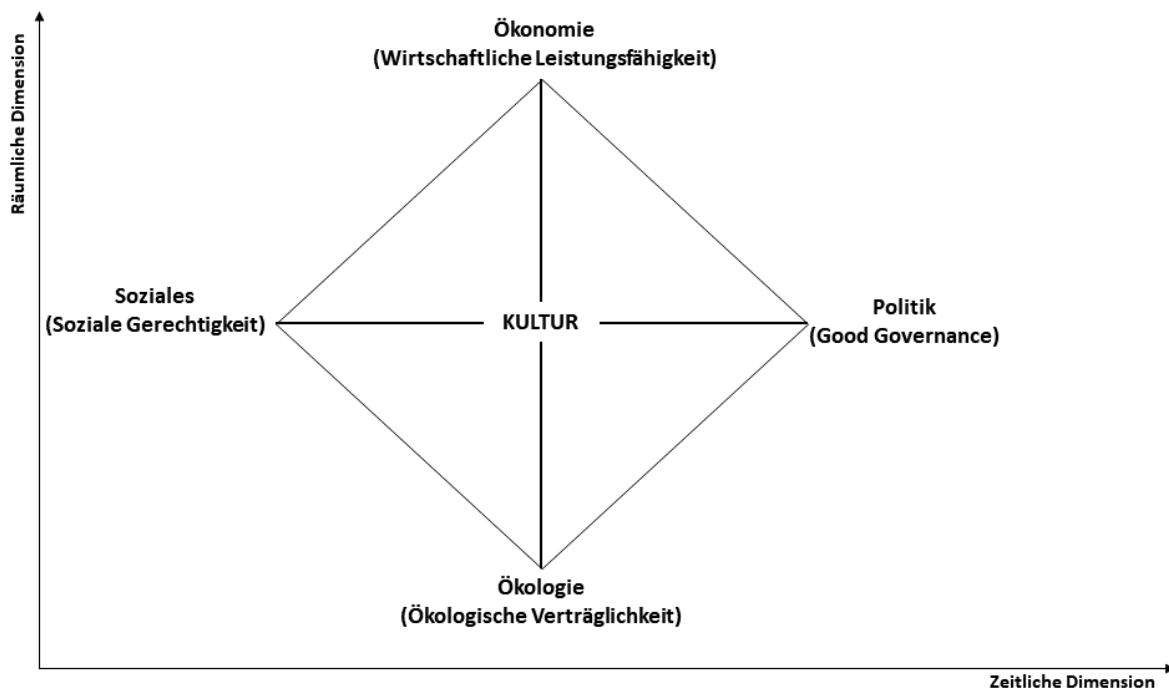 Ökonomie
(Wirtschaftliche Leistungsfähigkeit)
Räumliche Dimension
Soziales
(Soziale Gerechtigkeit)
KULTUR
Politik
(Good Governance)
Ökologie
(Ökologische Verträglichkeit)
Zeitliche Dimension